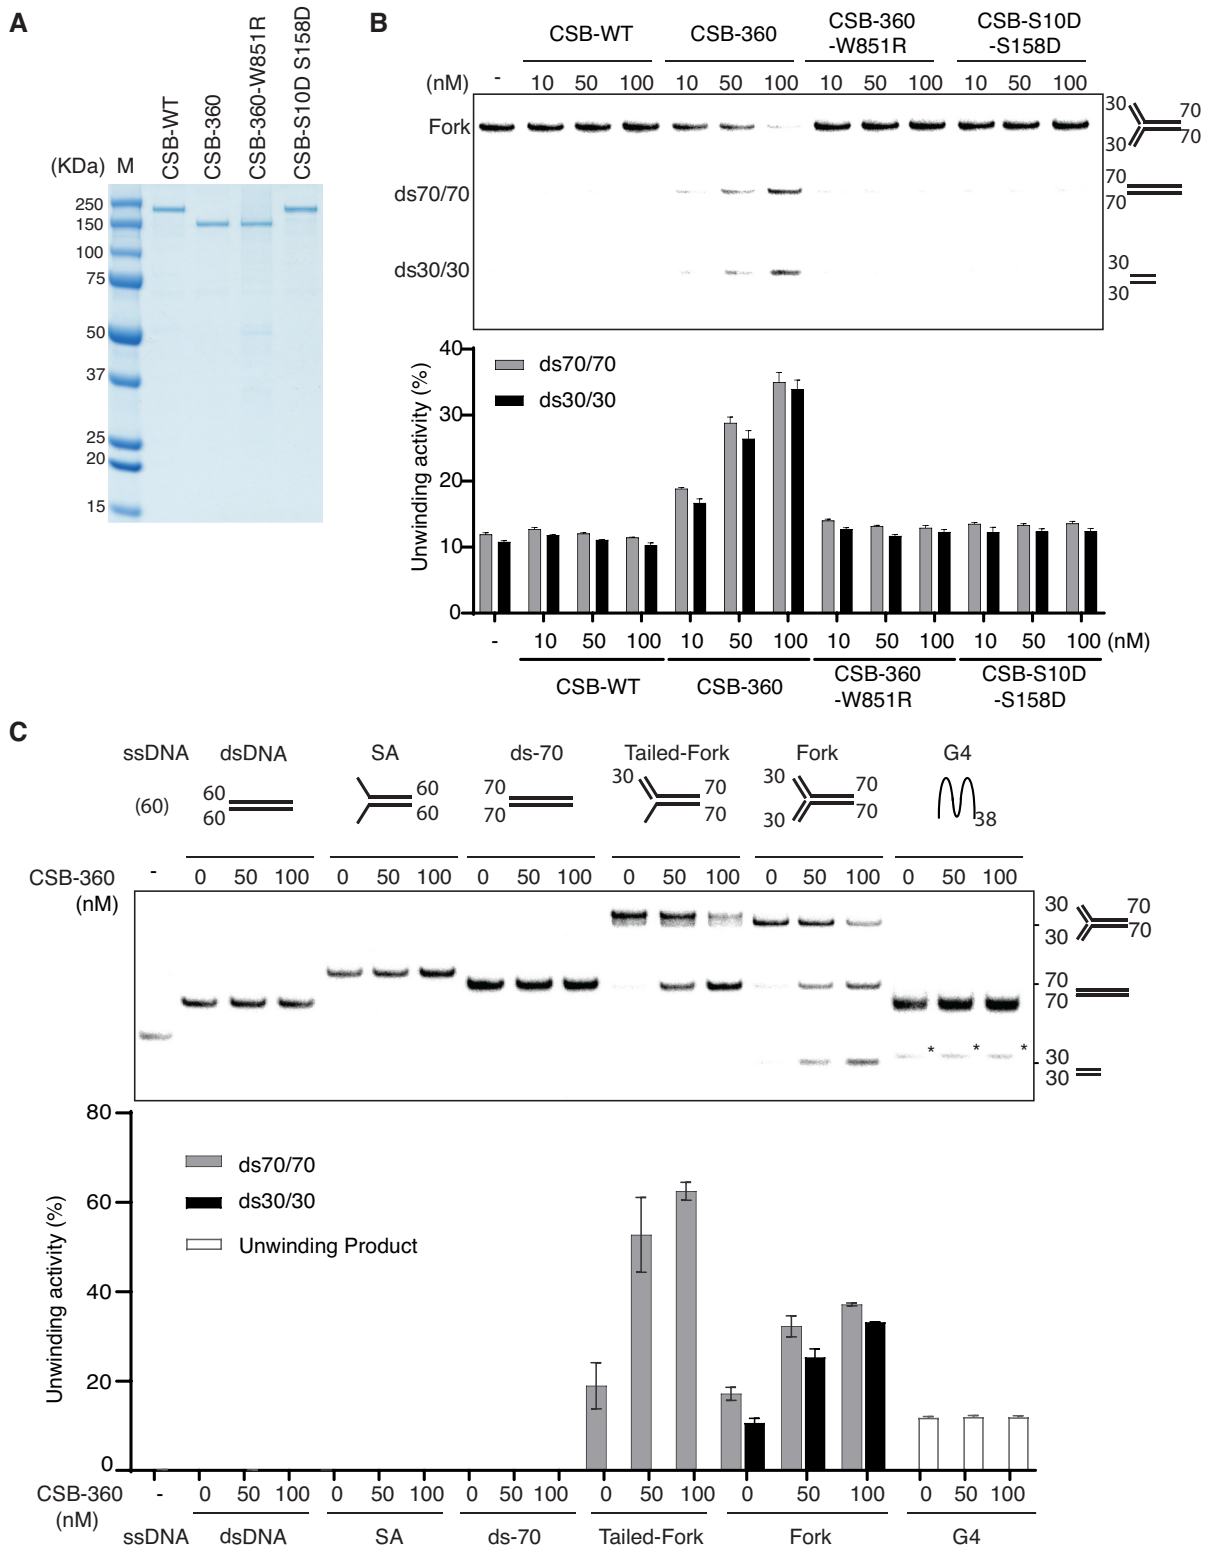 A
(KDa) M CSB-WT CSB-360 CSB-360-W851R CSB-S10D S158D
250
150
100
75
50
37
25
20
15
B
CSB-WT CSB-360 CSB-360 -W851R CSB-S10D -S158D
(nM) - 10 50 100 10 50 100 10 50 100 10 50 100
Fork
30 70
30 70
ds70/70
70
70
ds30/30
30
30
Unwinding activity (%)
40
30
20
10
0
ds70/70
ds30/30
- 10 50 100 10 50 100 10 50 100 10 50 100 (nM)
CSB-WT CSB-360 CSB-360 -W851R CSB-S10D -S158D
C
ssDNA dsDNA SA ds-70 Tailed-Fork Fork G4
(60) 60 60 60 60 70 70 30 70 70 30 30 70 70 38
CSB-360 (nM) - 0 50 100 0 50 100 0 50 100 0 50 100 0 50 100 0 50 100
30 70
30 70
70
70
* * *
30
30
Unwinding activity (%)
80
60
40
20
0
ds70/70
ds30/30
Unwinding Product
CSB-360 (nM) - 0 50 100 0 50 100 0 50 100 0 50 100 0 50 100 0 50 100
ssDNA dsDNA SA ds-70 Tailed-Fork Fork G4